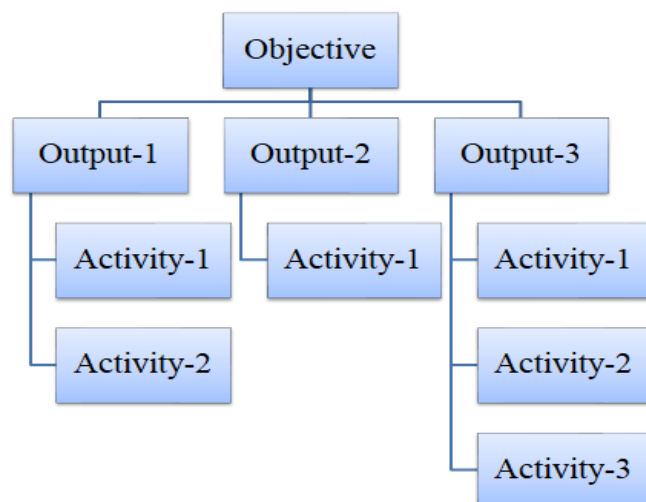 Objective
Output-1
Output-2
Output-3
Activity-1
Activity-1
Activity-1
Activity-2
Activity-2
Activity-3